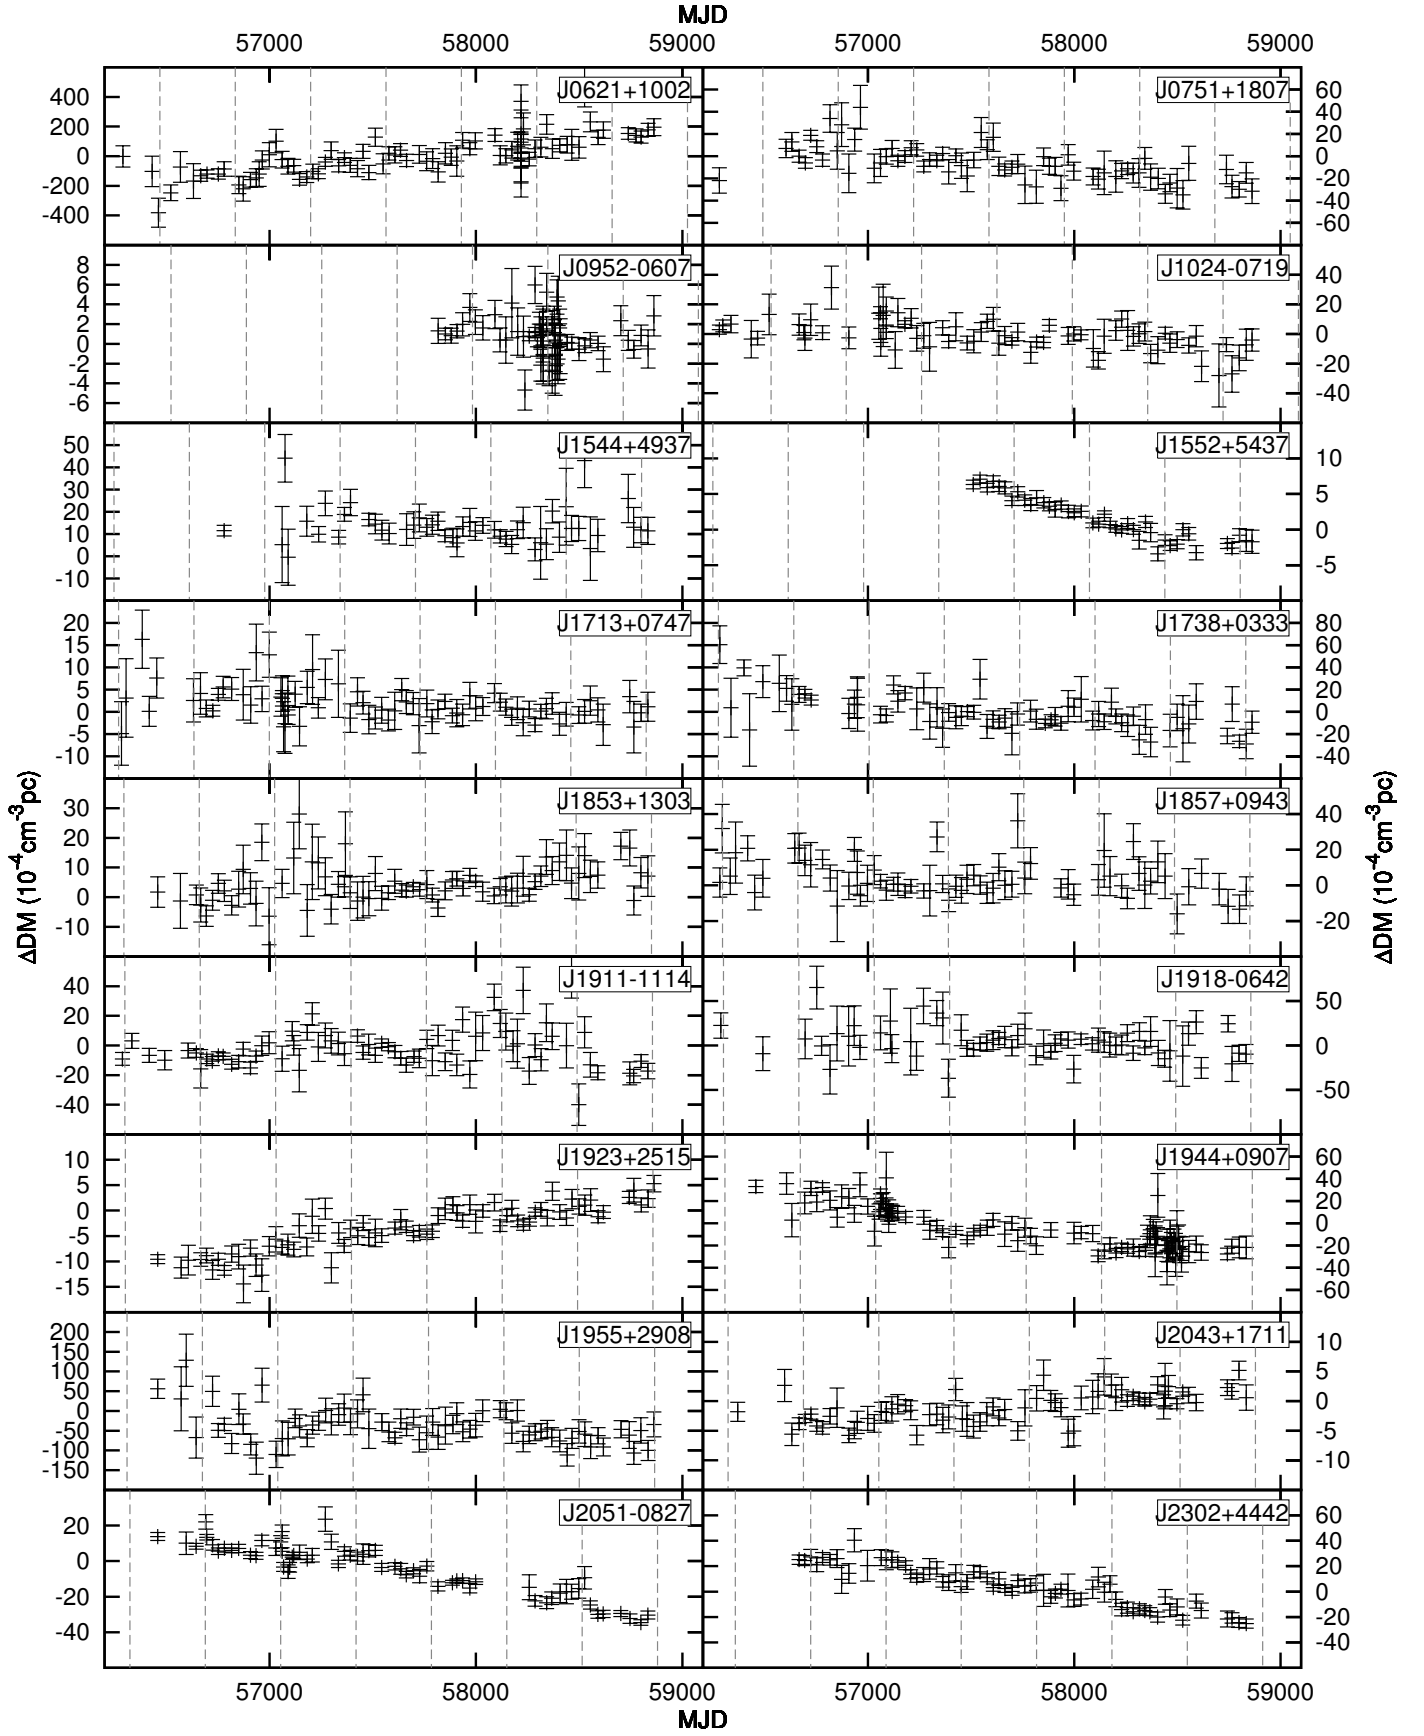 MJD
57000 58000 59000 57000 58000 59000
J0621+1002 J0751+1807
400 200 0 -200 -400
60 40 20 0 -20 -40 -60
J0952-0607 J1024-0719
8 6 4 2 0 -2 -4 -6
40 20 0 -20 -40
J1544+4937 J1552+5437
50 40 30 20 10 0 -10
10 5 0 -5
J1713+0747 J1738+0333
20 15 10 5 0 -5 -10
80 60 40 20 0 -20 -40
J1853+1303 J1857+0943
30 20 10 0 -10
40 20 0 -20
ΔDM (10⁻⁴cm⁻³pc) ΔDM (10⁻⁴cm⁻³pc)
J1911-1114 J1918-0642
40 20 0 -20 -40
50 0 -50
J1923+2515 J1944+0907
10 5 0 -5 -10 -15
60 40 20 0 -20 -40 -60
J1955+2908 J2043+1711
200 150 100 50 0 -50 -100 -150
10 5 0 -5 -10
J2051-0827 J2302+4442
20 0 -20 -40
60 40 20 0 -20 -40
57000 58000 59000 57000 58000 59000
MJD